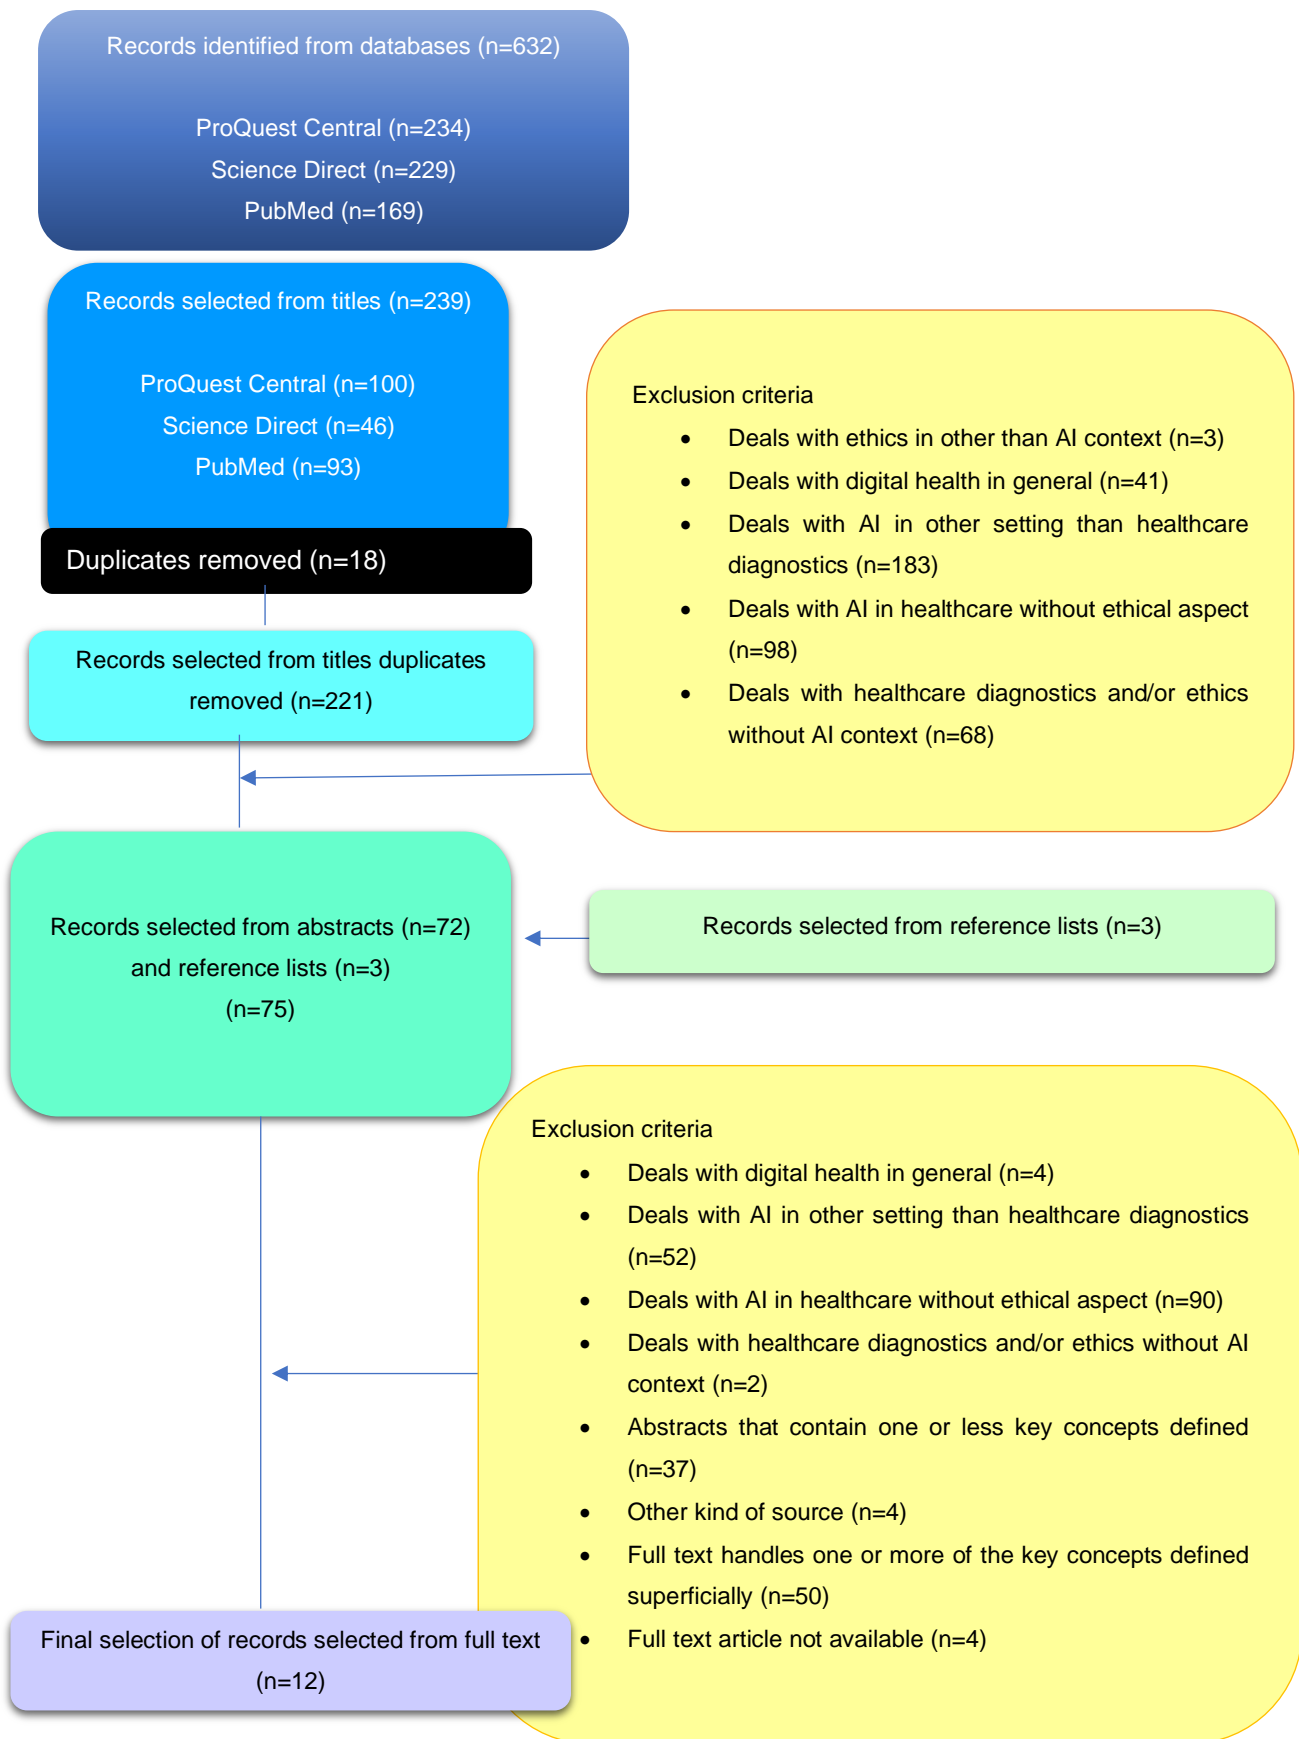 Records identified from databases (n=632)
ProQuest Central (n=234)
Science Direct (n=229)
PubMed (n=169)
Records selected from titles (n=239)
ProQuest Central (n=100)
Science Direct (n=46)
PubMed (n=93)
Duplicates removed (n=18)
Records selected from titles duplicates
removed (n=221)
Exclusion criteria
• Deals with ethics in other than AI context (n=3)
• Deals with digital health in general (n=41)
• Deals with AI in other setting than healthcare
diagnostics (n=183)
• Deals with AI in healthcare without ethical aspect
(n=98)
• Deals with healthcare diagnostics and/or ethics
without AI context (n=68)
Records selected from abstracts (n=72)
and reference lists (n=3)
(n=75)
Records selected from reference lists (n=3)
Exclusion criteria
• Deals with digital health in general (n=4)
• Deals with AI in other setting than healthcare diagnostics
(n=52)
• Deals with AI in healthcare without ethical aspect (n=90)
• Deals with healthcare diagnostics and/or ethics without AI
context (n=2)
• Abstracts that contain one or less key concepts defined
(n=37)
• Other kind of source (n=4)
• Full text handles one or more of the key concepts defined
superficially (n=50)
• Full text article not available (n=4)
Final selection of records selected from full text
(n=12)